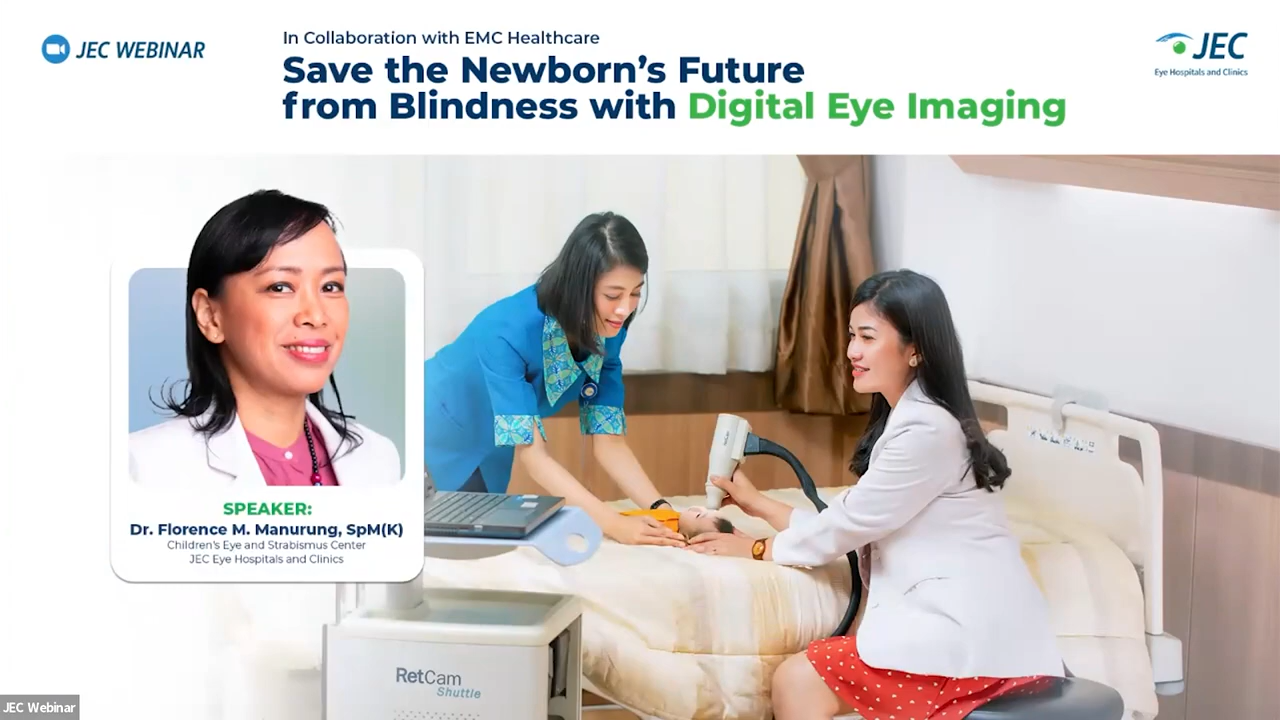 JEC WEBINAR
In Collaboration with EMC Healthcare
Save the Newborn's Future
from Blindness with Digital Eye Imaging
JEC
Eye Hospitals and Clinics
SPEAKER:
Dr. Florence M. Manurung, SpM(K)
Children's Eye and Strabismus Center
JEC Eye Hospitals and Clinics
RetCam
Shuttle
JEC Webinar